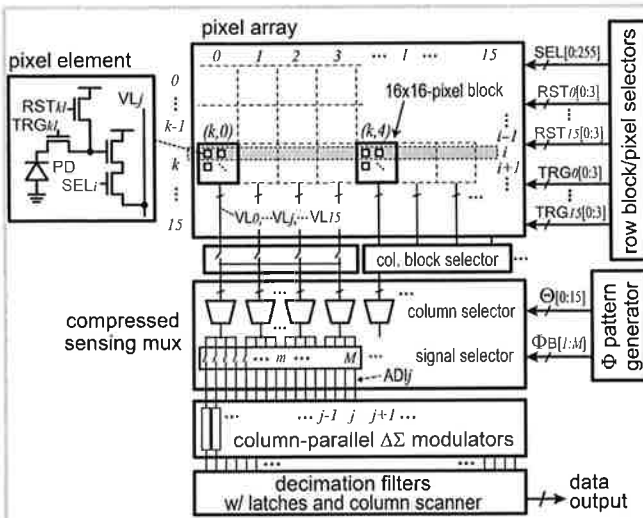 pixel array
pixel element
0 1 2 3 ··· 1 ··· 15
SEL[0:255]
RST0[0:3]
RST15[0:3]
TRG0[0:3]
TRG15[0:3]
row block/pixel selectors
RSTkl
VLj
TRGkl
PD
SELi
0
k-1
k
15
16x16-pixel block
(k,0)
(k,4)
i-1
i
i+1
VL0,···VLj,···VL15
col. block selector ···
compressed
sensing mux
column selector
signal selector
Θ[0:15]
ΦB[1:M]
Φ pattern
generator
··· m ··· M ···
ADIj
··· ··· j-1 j j+1 ···
column-parallel ΔΣ modulators
decimation filters
w/ latches and column scanner
data
output